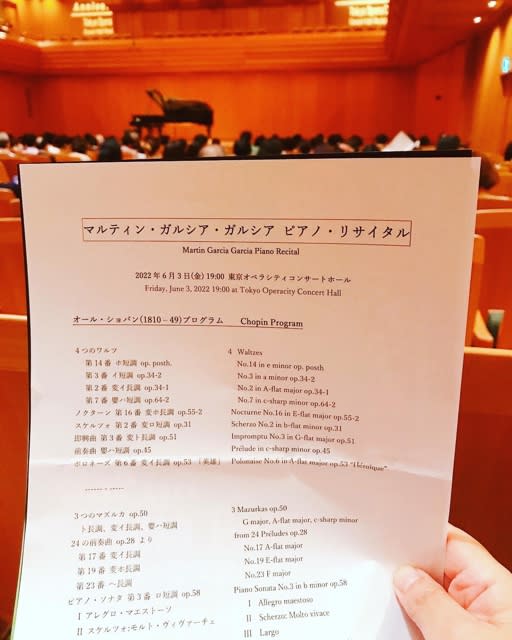 マルティン・ガルシア・ガルシア ピアノ・リサイタル
Martin Garcia Garcia Piano Recital
2022 年 6 月 3 日(金) 19:00 東京オペラシティコンサートホール
Friday, June 3, 2022 19:00 at Tokyo Operacity Concert Hall
オール・ショパン(1810－49)プログラム Chopin Program
4 つのワルツ
第 14 番 ホ短調 op. posth.
第 3 番 イ短調 op.34-2
第 2 番 変イ長調 op.34-1
第 7 番 嬰ハ短調 op.64-2
ノクターン 第 16 番 変ホ長調 op.55-2
スケルツォ 第 2 番 変ロ短調 op.31
即興曲 第 3 番 変ト長調 op.51
前奏曲 嬰ハ短調 op.45
ポロネーズ 第 6 番 変イ長調 op.53 「英雄」
3 つのマズルカ op.50
ト長調、変イ長調、嬰ハ短調
24 の前奏曲 op.28 より
第 17 番 変イ長調
第 19 番 変ホ長調
第 23 番 ヘ長調
ピアノ・ソナタ 第 3 番 ロ短調 op.58
Ⅰ アレグロ・マエストーソ
Ⅱ スケルツォ:モルト・ヴィヴァーチェ
4 Waltzes
No.14 in e minor op. posth
No.3 in a minor op.34-2
No.2 in A-flat major op.34-1
No.7 in c-sharp minor op.64-2
Nocturne No.16 in E-flat major op.55-2
Scherzo No.2 in b-flat minor op.31
Impromptu No.3 in G-flat major op.51
Prélude in c-sharp minor op.45
Polonaise No.6 in A-flat major op.53 "Héroïque"
3 Mazurkas op.50
G major, A-flat major, c-sharp minor
from 24 Préludes op.28
No.17 A-flat major
No.19 E-flat major
No.23 F major
Piano Sonata No.3 in b minor op.58
Ⅰ Allegro maestoso
Ⅱ Scherzo: Molto vivace
Ⅲ Largo